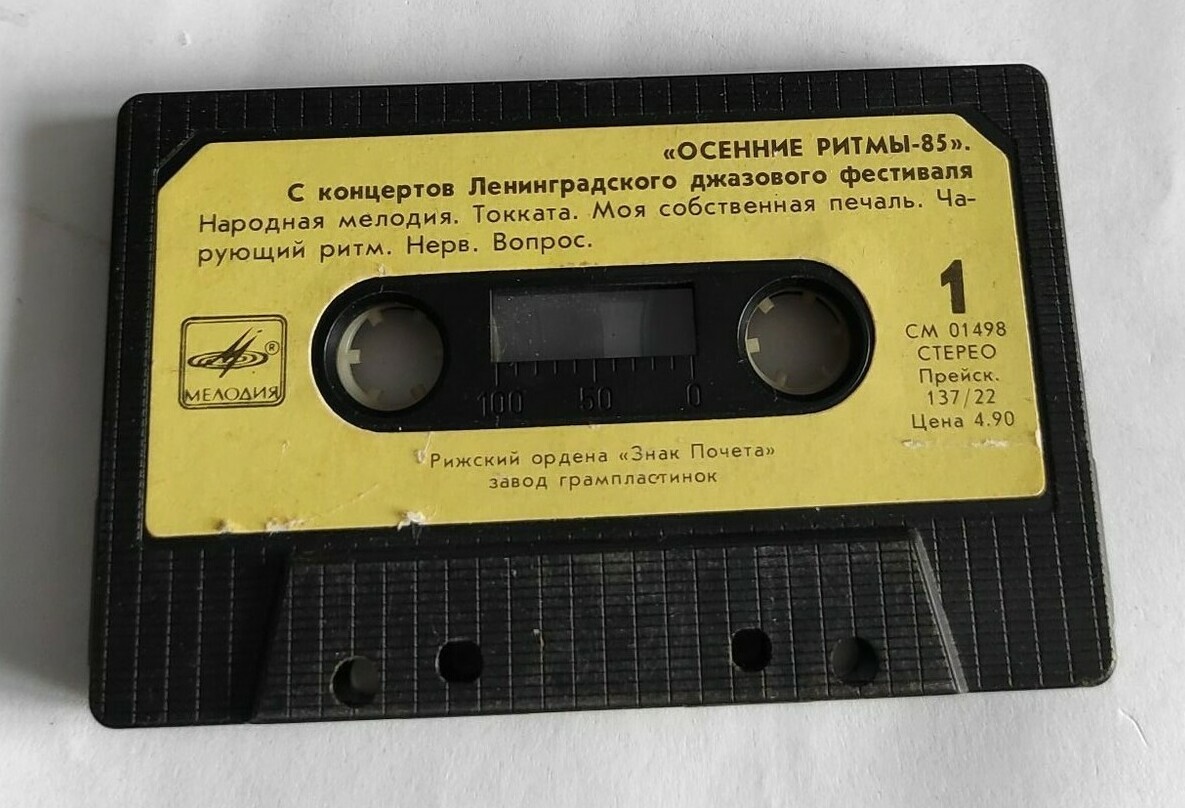 «ОСЕННИЕ РИТМЫ-85».
С концертов Ленинградского джазового фестиваля
Народная мелодия. Токката. Моя собственная печаль. Ча-
рующий ритм. Нерв. Вопрос.
®
МЕЛОДИЯ
1
СМ 01498
СТЕРЕО
Прейск.
137/22
Цена 4.90
100 50 0
Рижский ордена «Знак Почета»
завод грампластинок